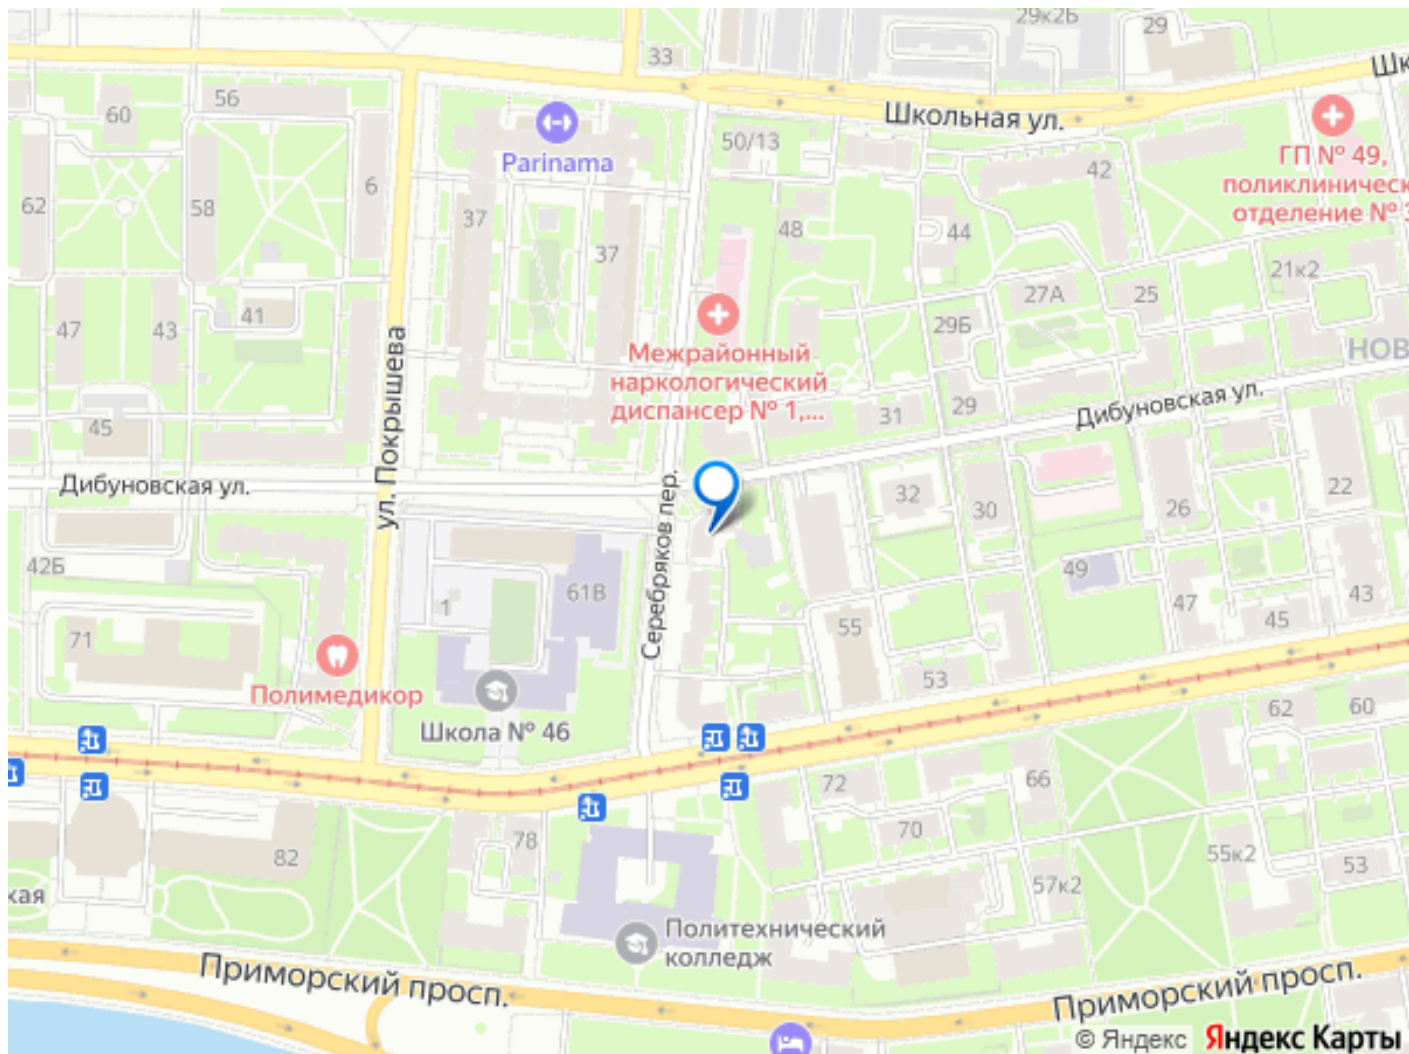 29к2Б
29
33
Шк
56
60
Школьная ул.
50/13
Parinama
ГП № 49,
поликлиническ
отделение № 3
42
6
62
58
37
48
44
37
21к2
27А
25
41
29Б
47
43
Межрайонный
наркологический
диспансер № 1,...
НОВ
ул. Покрышева
31
29
Дибуновская ул.
45
Дибуновская ул.
32
22
30
26
Серебряков пер.
42Б
49
61В
1
47
43
45
71
55
Полимедикор
53
Школа № 46
62
60
72
66
78
70
82
55к2
53
57к2
кая
Политехнический
колледж
Приморский просп.
Приморский просп.
© Яндекс Яндекс Карты